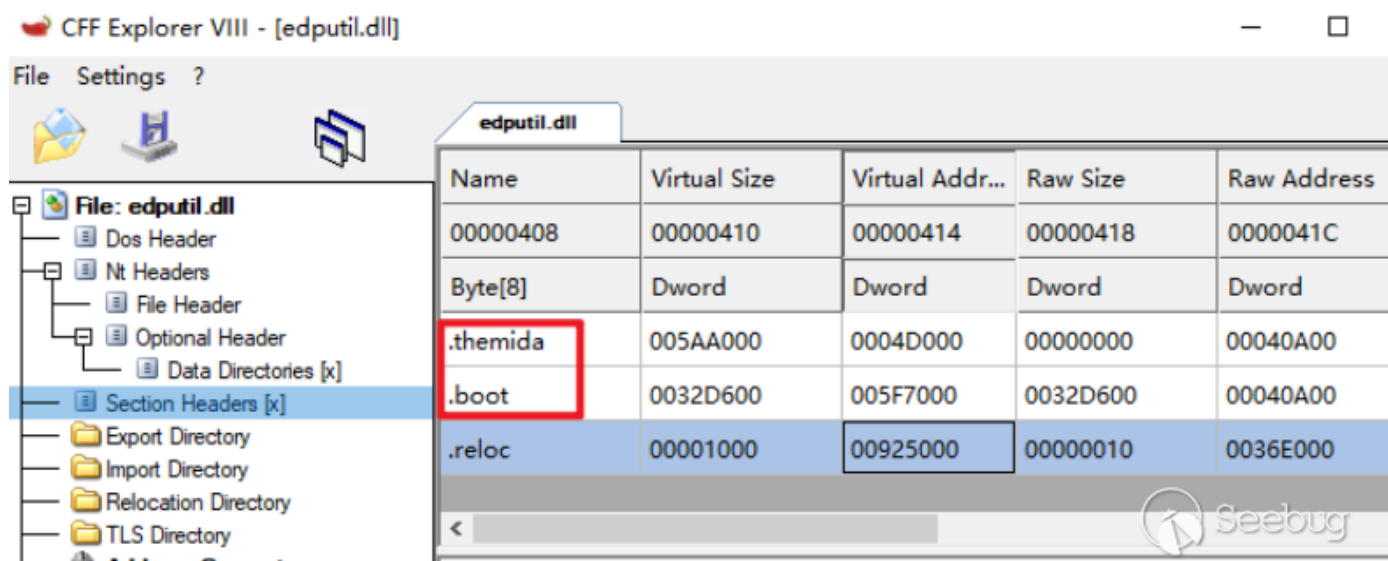 CFF Explorer VIII - [edputil.dll]
File Settings ?
edputil.dll
File: edputil.dll
Dos Header
Nt Headers
File Header
Optional Header
Data Directories [x]
Section Headers [x]
Export Directory
Import Directory
Relocation Directory
TLS Directory
Name Virtual Size Virtual Addr... Raw Size Raw Address
00000408 00000410 00000414 00000418 0000041C
Byte[8] Dword Dword Dword Dword
.themida 005AA000 0004D000 00000000 00040A00
.boot 0032D600 005F7000 0032D600 00040A00
.reloc 00001000 00925000 00000010 0036E000
Seebug